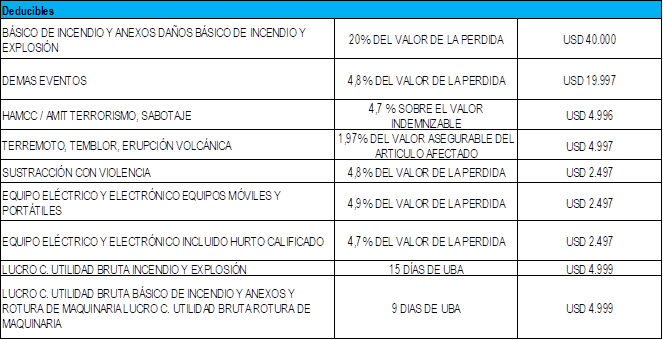 Deducibles
BÁSICO DE INCENDIO Y ANEXOS DAÑOS BÁSICO DE INCENDIO Y
EXPLOSIÓN
20% DEL VALOR DE LA PERDIDA
USD 40.000
DEMAS EVENTOS
4,8% DEL VALOR DE LA PERDIDA
USD 19.997
HAMCC / AMIT TERRORISMO, SABOTAJE
4,7 % SOBRE EL VALOR
INDEMNIZABLE
USD 4.996
TERREMOTO, TEMBLOR, ERUPCIÓN VOLCÁNICA
1,97% DEL VALOR ASEGURABLE DEL
ARTICULO AFECTADO
USD 4.997
SUSTRACCIÓN CON VIOLENCIA
4,8% DEL VALOR DE LA PERDIDA
USD 2.497
EQUIPO ELÉCTRICO Y ELECTRÓNICO EQUIPOS MÓVILES Y
PORTÁTILES
4,9% DEL VALOR DE LA PERDIDA
USD 2.497
EQUIPO ELÉCTRICO Y ELECTRÓNICO INCLUIDO HURTO CALIFICADO
4,7% DEL VALOR DE LA PERDIDA
USD 2.497
LUCRO C. UTILIDAD BRUTA INCENDIO Y EXPLOSIÓN
15 DÍAS DE UBA
USD 4.999
LUCRO C. UTILIDAD BRUTA BÁSICO DE INCENDIO Y ANEXOS Y
ROTURA DE MAQUINARIA LUCRO C. UTILIDAD BRUTA ROTURA DE
MAQUINARIA
9 DIAS DE UBA
USD 4.999